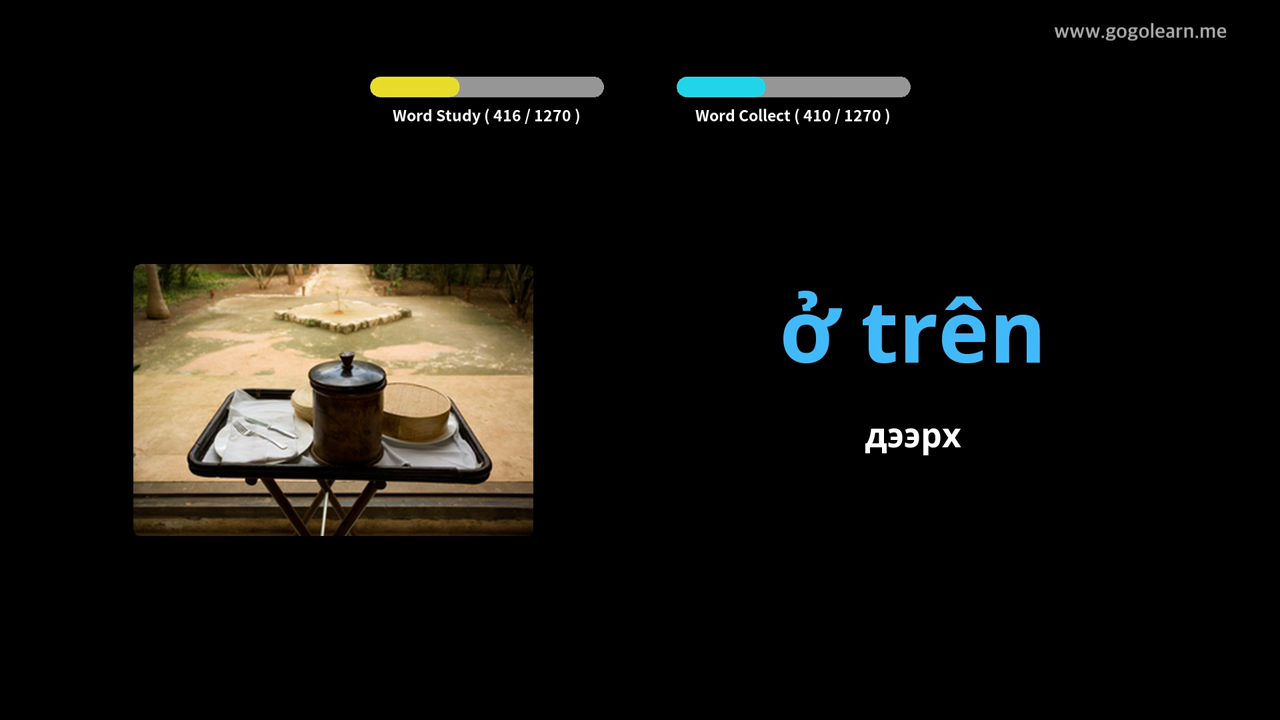 www.gogolearn.me
Word Study ( 416 / 1270 )
Word Collect ( 410 / 1270 )
ở trên
дээрх